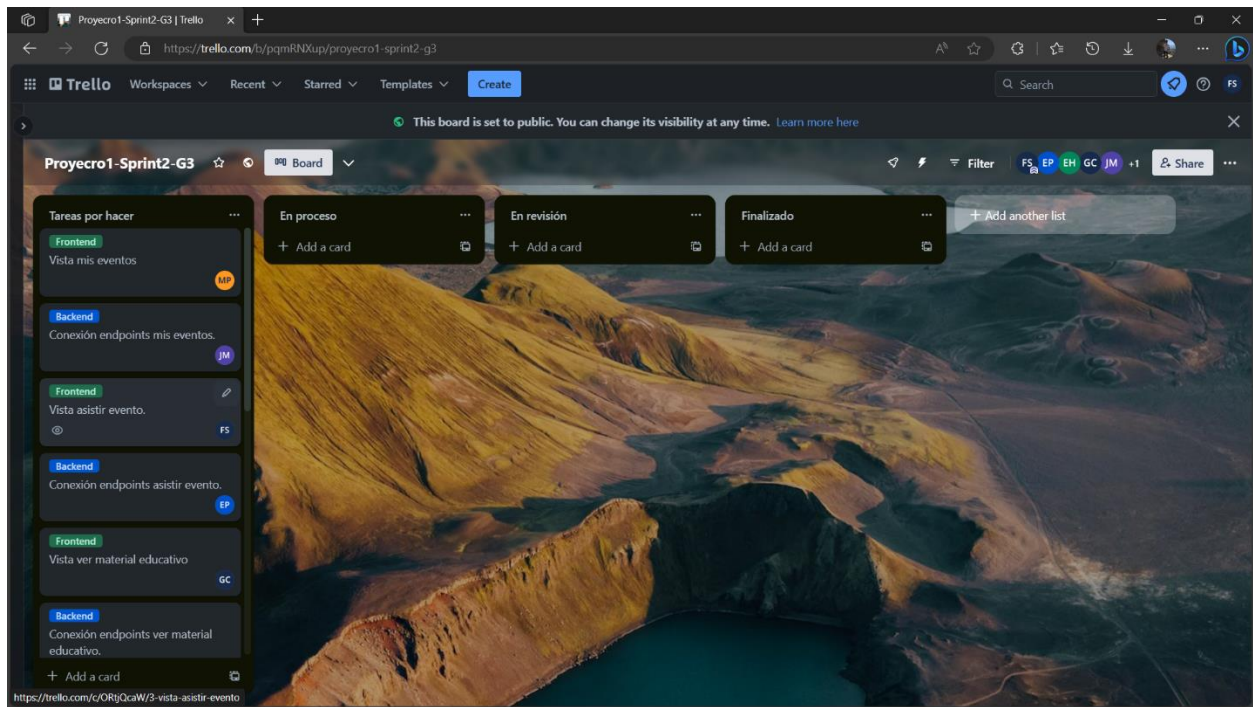 Proyecro1-Sprint2-G3 | Trello
https://trello.com/b/pqmRNXup/proyecro1-sprint2-g3
Trello Workspaces Recent Starred Templates Create Search FS
This board is set to public. You can change its visibility at any time. Learn more here
Proyecro1-Sprint2-G3 Board Filter FS EP EH GC JM +1 Share
Tareas por hacer
Frontend
Vista mis eventos
MP
Backend
Conexión endpoints mis eventos.
JM
Frontend
Vista asistir evento.
FS
Backend
Conexión endpoints asistir evento.
EP
Frontend
Vista ver material educativo
GC
Backend
Conexión endpoints ver material
educativo.
+ Add a card
En proceso
+ Add a card
En revisión
+ Add a card
Finalizado
+ Add a card
+ Add another list
https://trello.com/c/ORtjQcaW/3-vista-asistir-evento